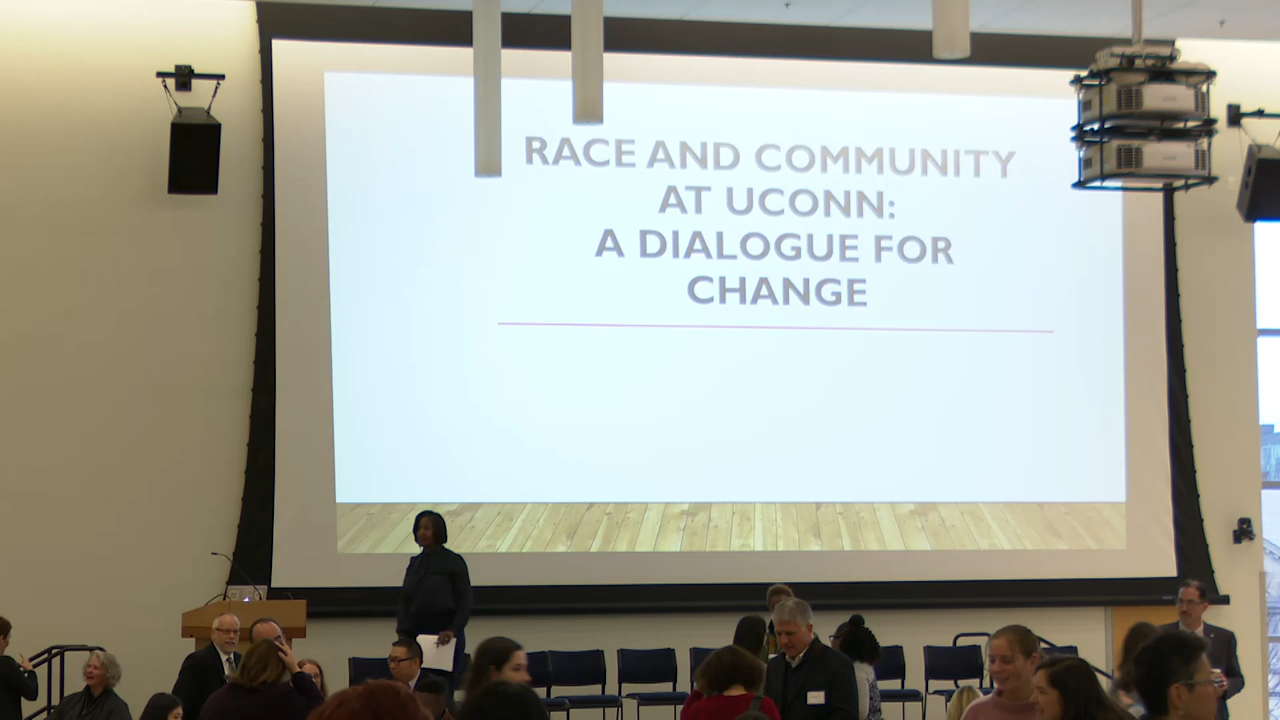 RACE AND COMMUNITY
AT UCONN:
A DIALOGUE FOR
CHANGE